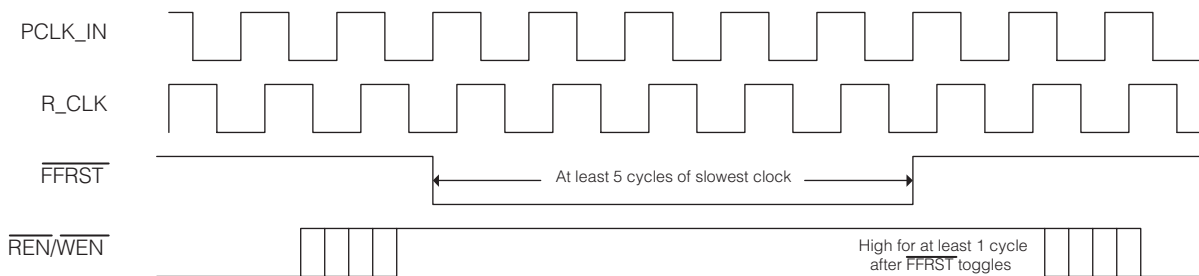 PCLK_IN
R_CLK
FFRST
At least 5 cycles of slowest clock
REN/WEN
High for at least 1 cycle
after FFRST toggles